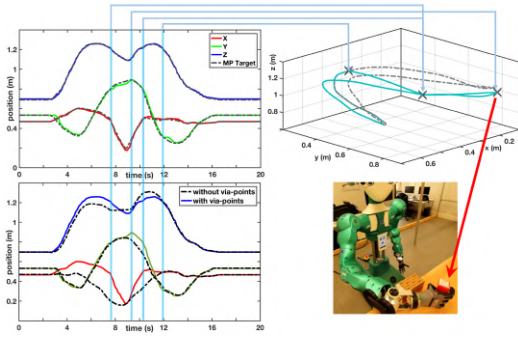 X
Y
Z
MP Target
position (m)
1.2
0.8
0.4
0
0 4 8 12 16 20
time (s)
without via-points
with via-points
position (m)
1.2
1
0.8
0.6
0.4
0.2
0 4 8 12 16 20
time (s)
z (m)
1.2
1
0.8
0.6
y (m)
0.6
0.8
x (m)
0.6
0.4
0.2